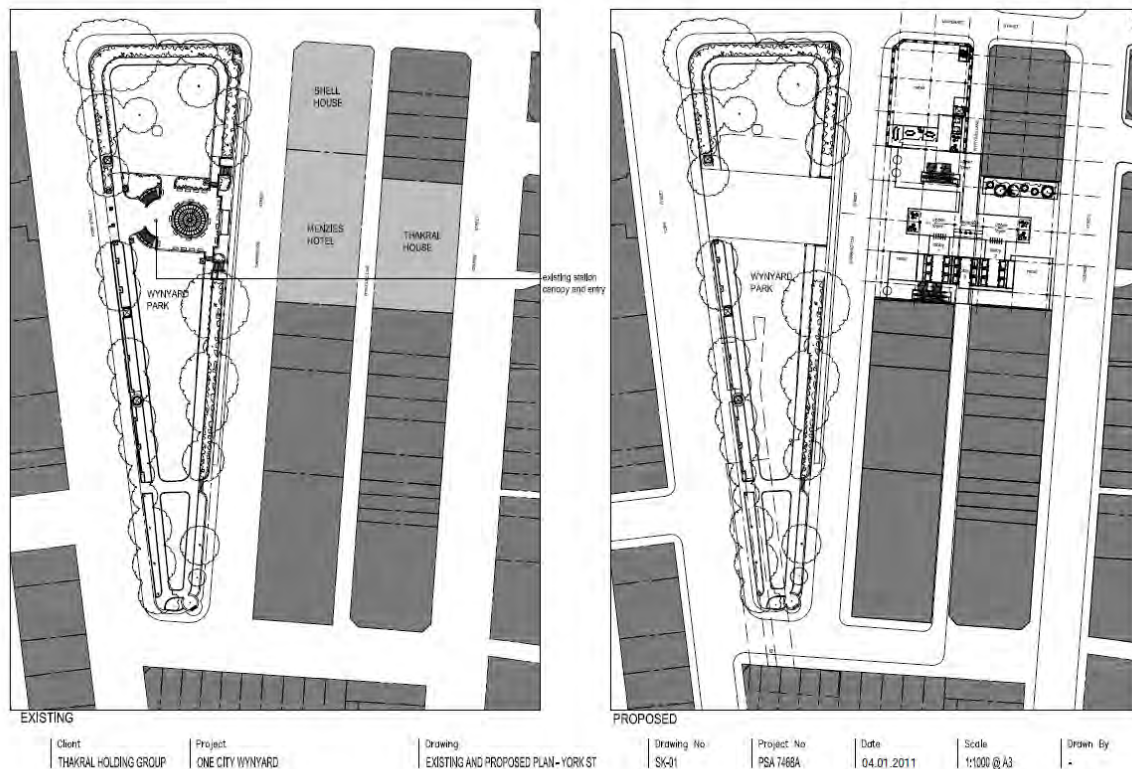 SHELL
HOUSE
MENZIES
HOTEL
THAKRAL
HOUSE
WYNYARD
PARK
existing station
canopy and entry
WYNYARD
PARK
EXISTING
PROPOSED
Client
THAKRAL HOLDING GROUP
Project
ONE CITY WYNYARD
Drawing
EXISTING AND PROPOSED PLAN - YORK ST
Drawing No
SK-01
Project No
PSA 7468A
Date
04.01.2011
Scale
1:1000 @ A3
Drawn By
-